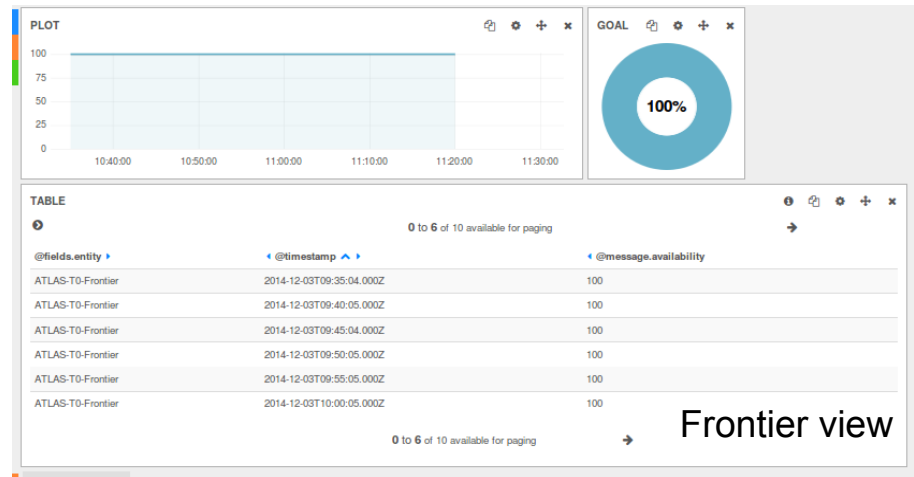 PLOT
100
75
50
25
0
10:40:00 10:50:00 11:00:00 11:10:00 11:20:00 11:30:00
GOAL
100%
TABLE
0 to 6 of 10 available for paging
@fields.entity @timestamp @message.availability
ATLAS-T0-Frontier 2014-12-03T09:35:04.000Z 100
ATLAS-T0-Frontier 2014-12-03T09:40:05.000Z 100
ATLAS-T0-Frontier 2014-12-03T09:45:04.000Z 100
ATLAS-T0-Frontier 2014-12-03T09:50:05.000Z 100
ATLAS-T0-Frontier 2014-12-03T09:55:05.000Z 100
ATLAS-T0-Frontier 2014-12-03T10:00:05.000Z 100
Frontier view
0 to 6 of 10 available for paging